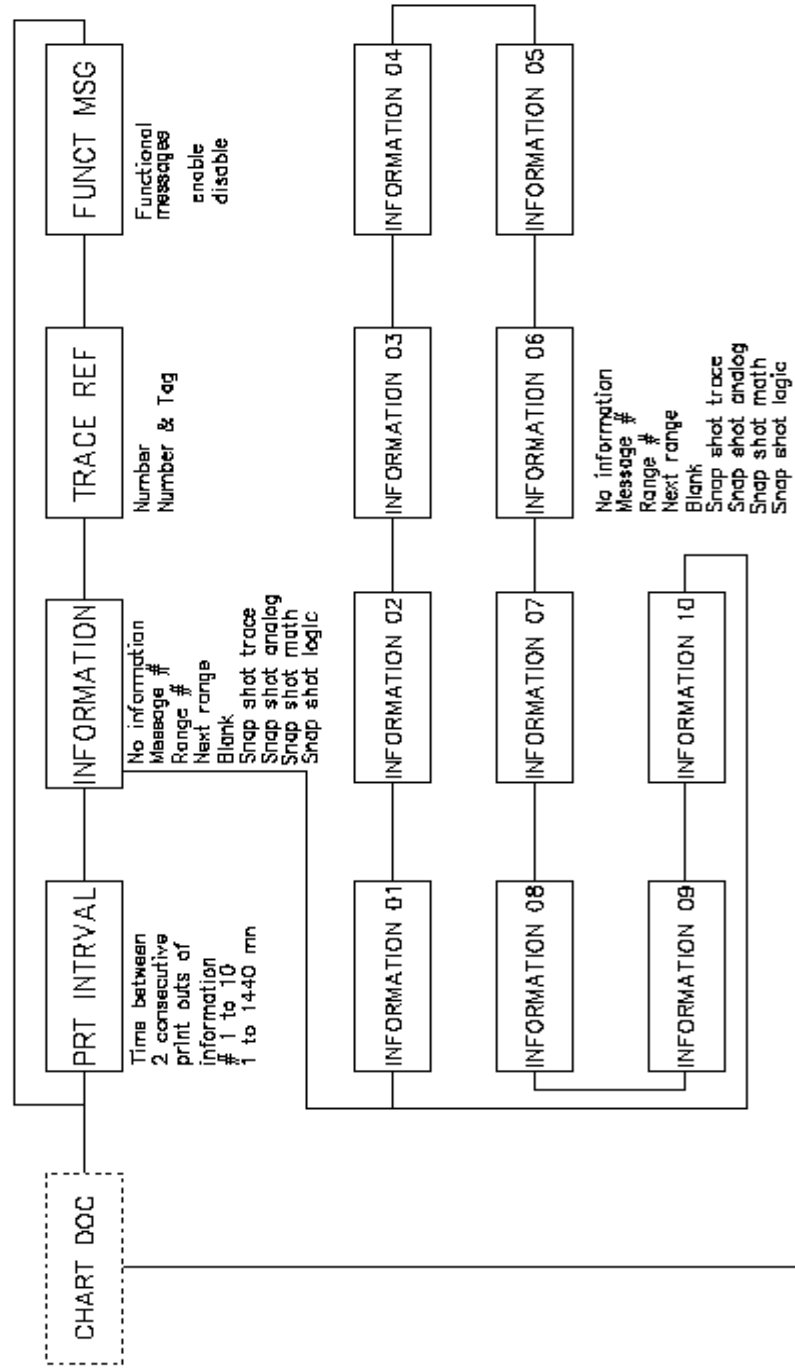 CHART DOC
PRT INTRVAL
Time between
2 consecutive
print outs of
information
# 1 to 10
1 to 1440 mn
INFORMATION
No information
Message #
Range #
Next range
Blank
Snap shot trace
Snap shot analog
Snap shot math
Snap shot logic
TRACE REF
Number
Number & Tag
FUNCT MSG
Functional
messages
enable
disable
INFORMATION 01
INFORMATION 02
INFORMATION 03
INFORMATION 04
INFORMATION 08
INFORMATION 07
INFORMATION 06
INFORMATION 05
No information
Message #
Range #
Next range
Blank
Snap shot trace
Snap shot analog
Snap shot math
Snap shot logic
INFORMATION 09
INFORMATION 10